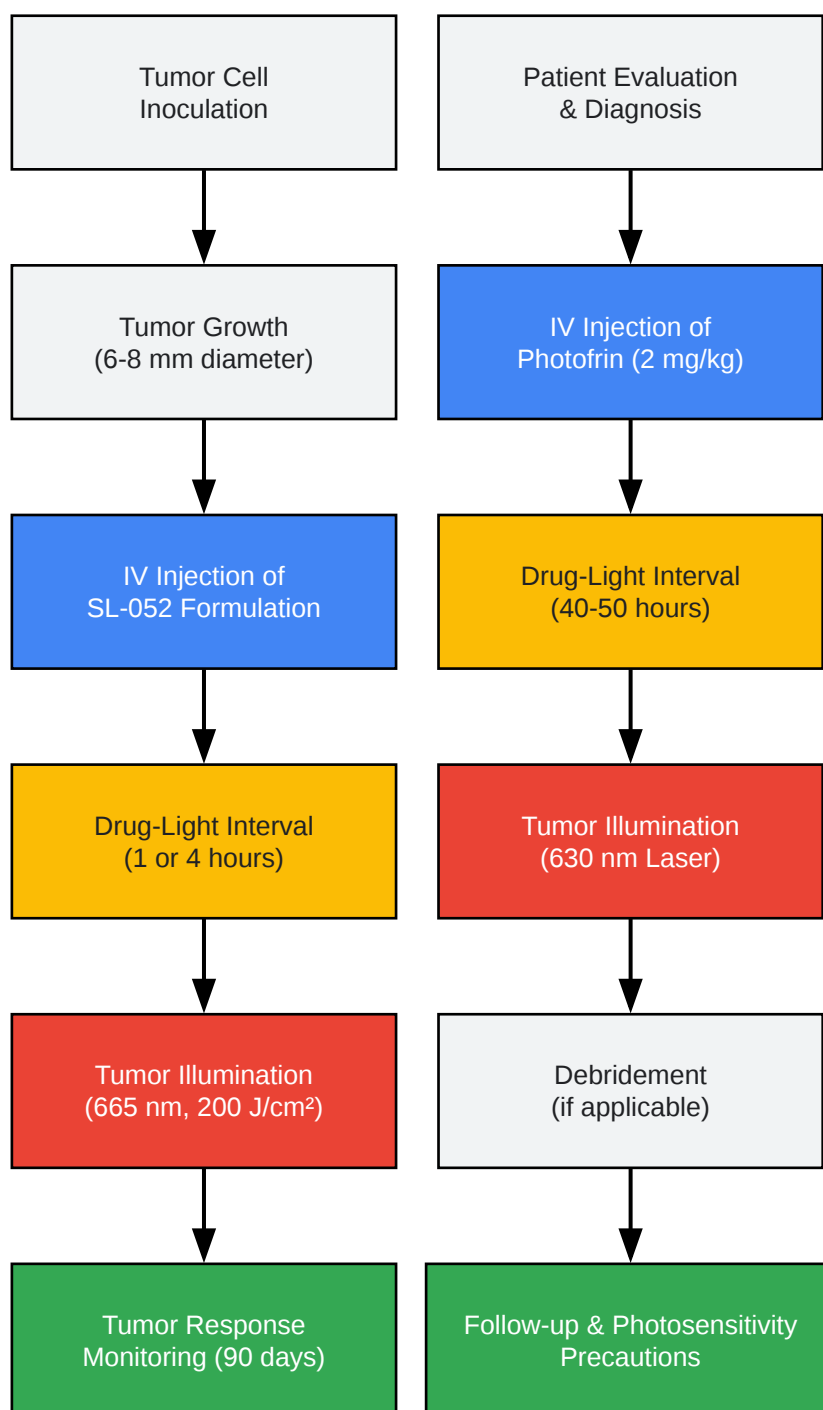 Tumor Cell
Inoculation
Tumor Growth
(6-8 mm diameter)
IV Injection of
SL-052 Formulation
Drug-Light Interval
(1 or 4 hours)
Tumor Illumination
(665 nm, 200 J/cm²)
Tumor Response
Monitoring (90 days)
Patient Evaluation
& Diagnosis
IV Injection of
Photofrin (2 mg/kg)
Drug-Light Interval
(40-50 hours)
Tumor Illumination
(630 nm Laser)
Debridement
(if applicable)
Follow-up & Photosensitivity
Precautions